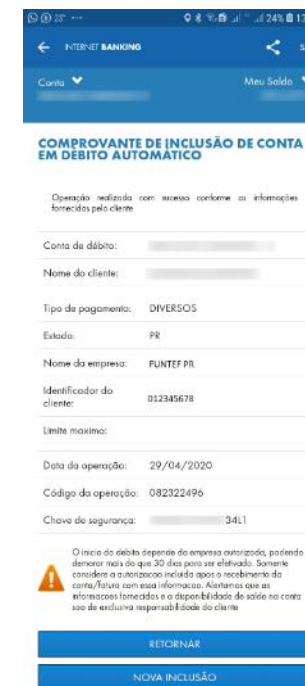 28° ... 24% 13
INTERNET BANKING
Conta
Meu Saldo
COMPROVANTE DE INCLUSÃO DE CONTA
EM DÉBITO AUTOMÁTICO
Operação realizada com sucesso conforme as informações
fornecidas pelo cliente
Conta de débito:
Nome do cliente:
Tipo de pagamento: DIVERSOS
Estado: PR
Nome da empresa: FUNTEF PR
Identificador do
cliente: 012345678
Limite maximo:
Data da operação: 29/04/2020
Código da operação: 082322496
Chave de segurança: 34L1
O inicio do debito depende da empresa autorizada, podendo
demorar mais do que 30 dias para ser efetivado. Somente
considere a autorizacao incluida apos o recebimento da
conta/fatura com essa informacao. Alertamos que as
informacoes fornecidas e a disponibilidade de saldo na conta
sao de exclusiva responsabilidade do cliente
RETORNAR
NOVA INCLUSÃO